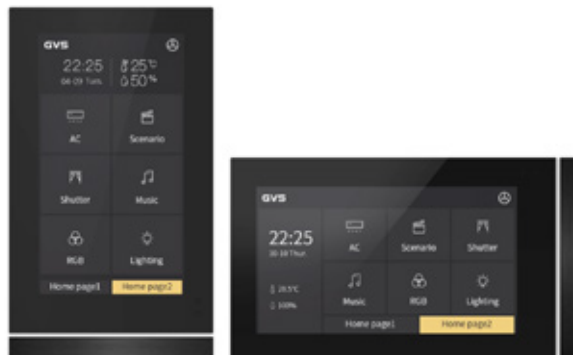 GVS
22:25
25°C
50%
AC
Scenario
Shutter
Music
RGB
Lighting
Home page1
Home page2
GVS
22:25
100%
AC
Scenario
Shutter
Music
RGB
Lighting
Home page1
Home page2